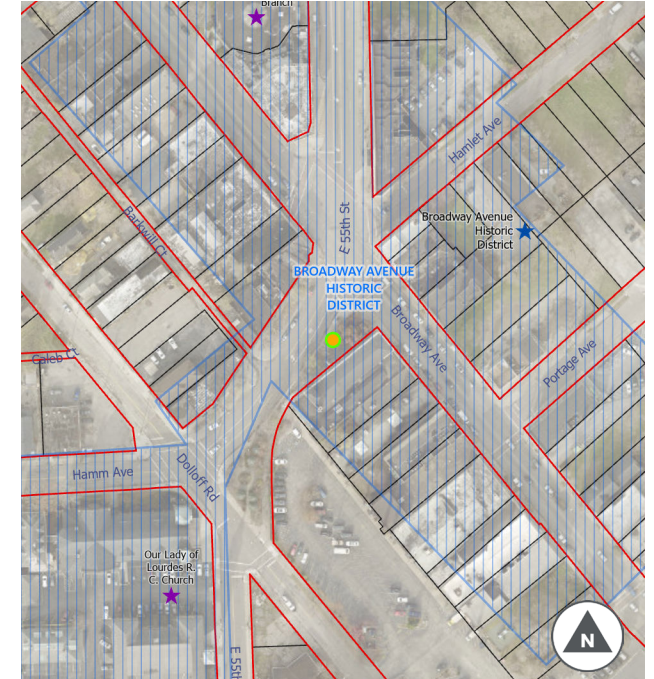 Branch
Hamlet Ave
Broadway Avenue
Historic
District
Barkwill Ct
E 55th St
BROADWAY AVENUE
HISTORIC
DISTRICT
Broadway Ave
Portage Ave
Caleb Ct
Hamm Ave
Dolloff Rd
Our Lady of
Lourdes R.
C. Church
E 55th
N